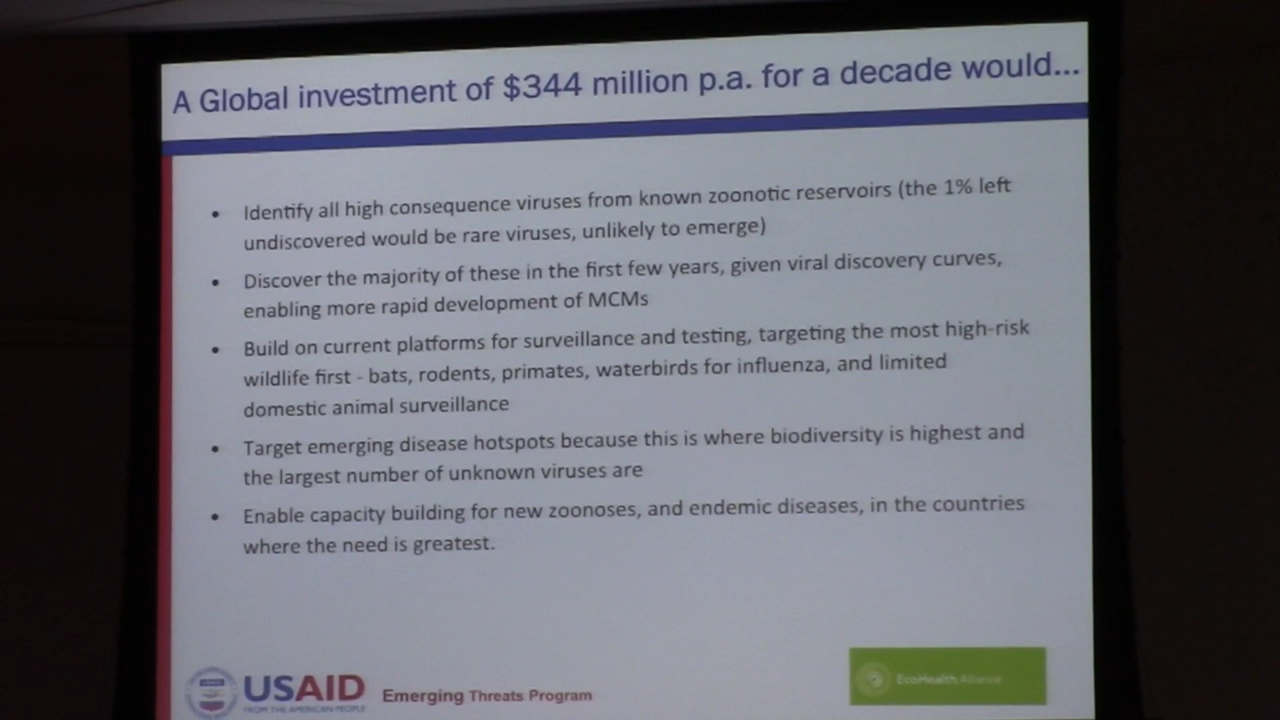 A Global investment of $344 million p.a. for a decade would...
• Identify all high consequence viruses from known zoonotic reservoirs (the 1% left
undiscovered would be rare viruses, unlikely to emerge)
• Discover the majority of these in the first few years, given viral discovery curves,
enabling more rapid development of MCMs
• Build on current platforms for surveillance and testing, targeting the most high-risk
wildlife first - bats, rodents, primates, waterbirds for influenza, and limited
domestic animal surveillance
• Target emerging disease hotspots because this is where biodiversity is highest and
the largest number of unknown viruses are
• Enable capacity building for new zoonoses, and endemic diseases, in the countries
where the need is greatest.
USAID
FROM THE AMERICAN PEOPLE
Emerging Threats Program
EcoHealth Alliance